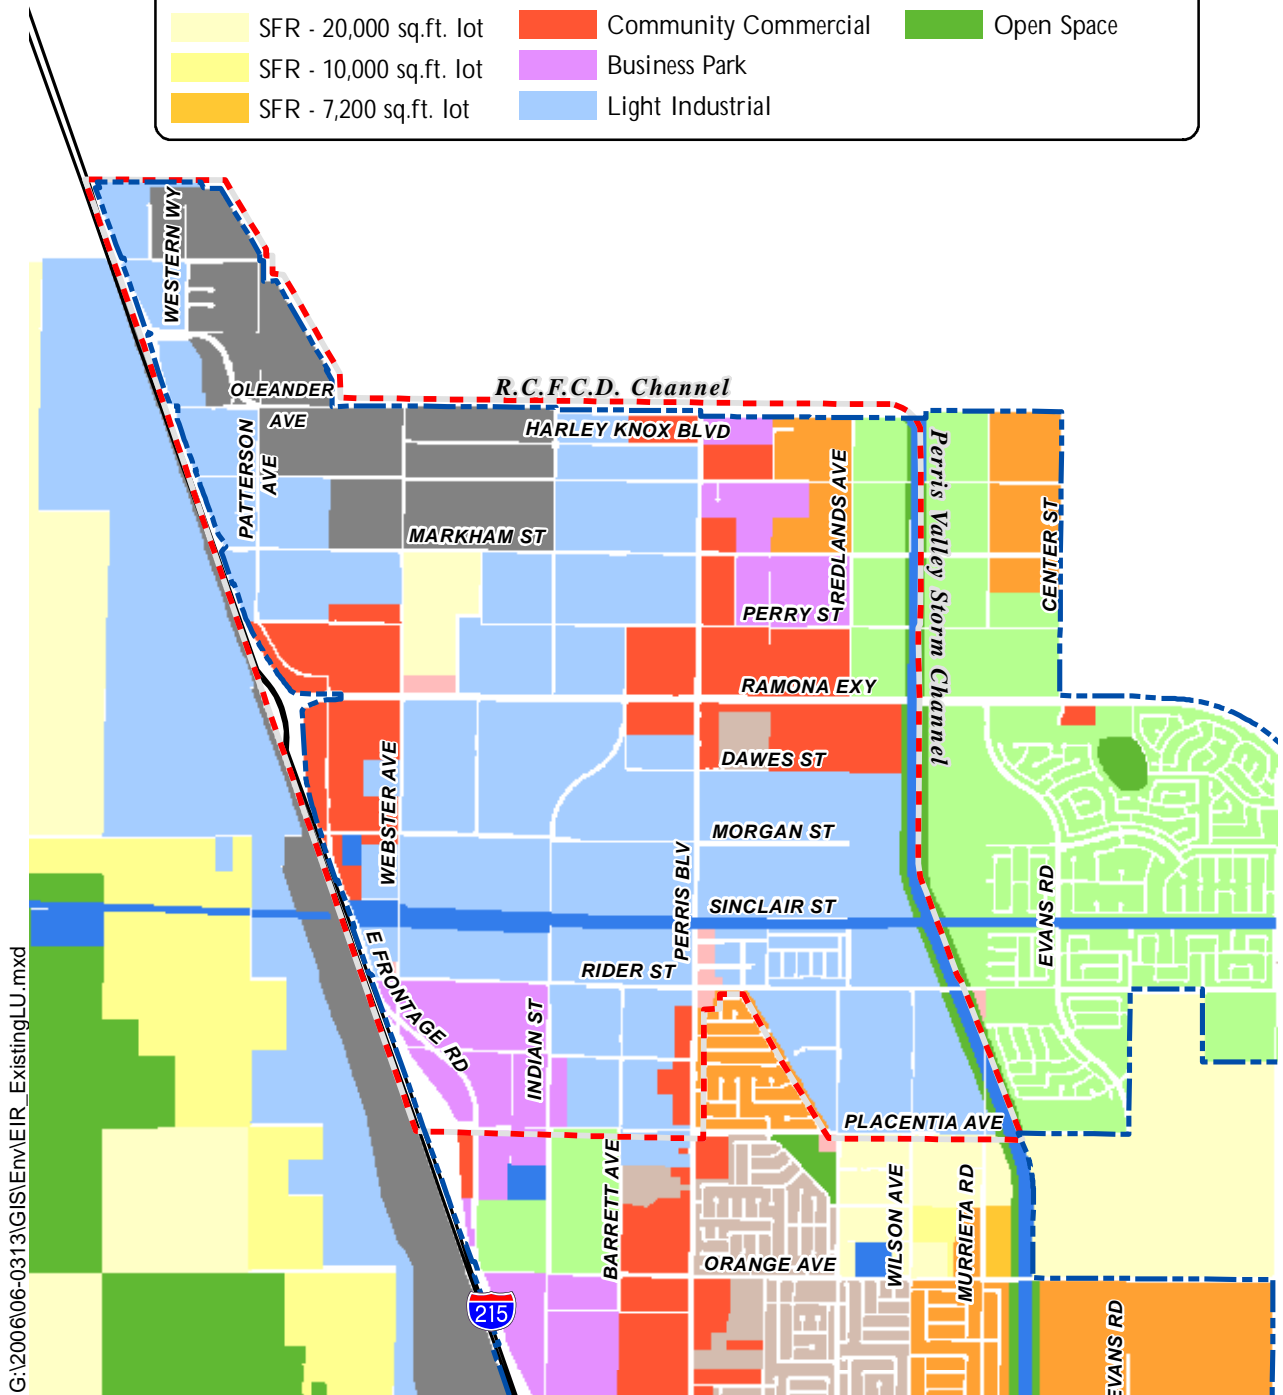 SFR - 20,000 sq.ft. lot
Community Commercial
Open Space
SFR - 10,000 sq.ft. lot
Business Park
SFR - 7,200 sq.ft. lot
Light Industrial
WESTERN WY
OLEANDER
AVE
R.C.F.C.D. Channel
HARLEY KNOX BLVD
PATTERSON
AVE
REDLANDS AVE
Perris Valley Storm Channel
CENTER ST
MARKHAM ST
PERRY ST
RAMONA EXY
DAWES ST
WEBSTER AVE
MORGAN ST
PERRIS BLV
SINCLAIR ST
EVANS RD
E FRONTAGE RD
RIDER ST
INDIAN ST
PLACENTIA AVE
BARRETT AVE
WILSON AVE
MURRIETA RD
ORANGE AVE
215
EVANS RD
G:\2006\06-0313\GIS\Env\EIR_ExistingLU.mxd